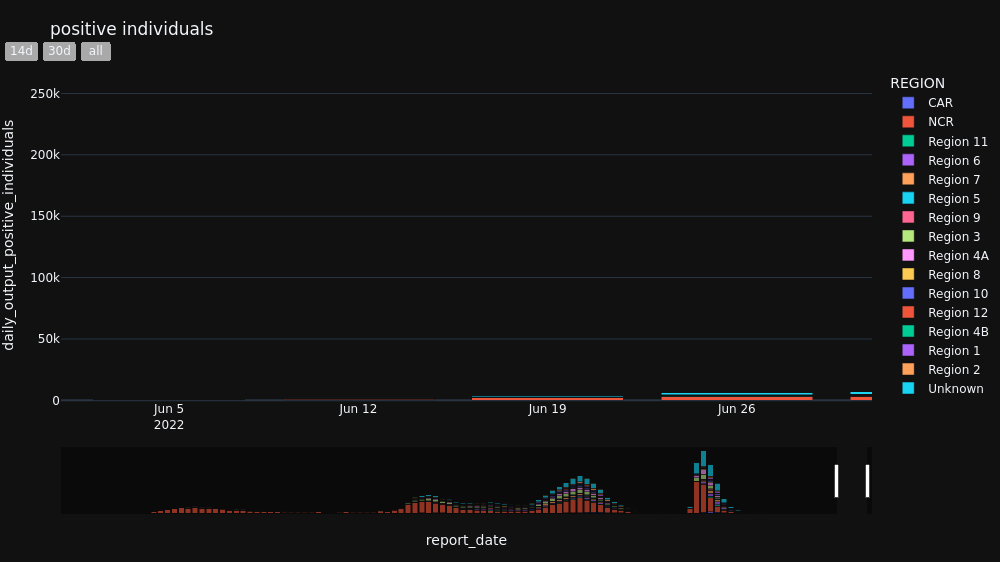 positive individuals
14d
30d
all
daily_output_positive_individuals
250k
200k
150k
100k
50k
0
Jun 5
2022
Jun 12
Jun 19
Jun 26
report_date
REGION
CAR
NCR
Region 11
Region 6
Region 7
Region 5
Region 9
Region 3
Region 4A
Region 8
Region 10
Region 12
Region 4B
Region 1
Region 2
Unknown